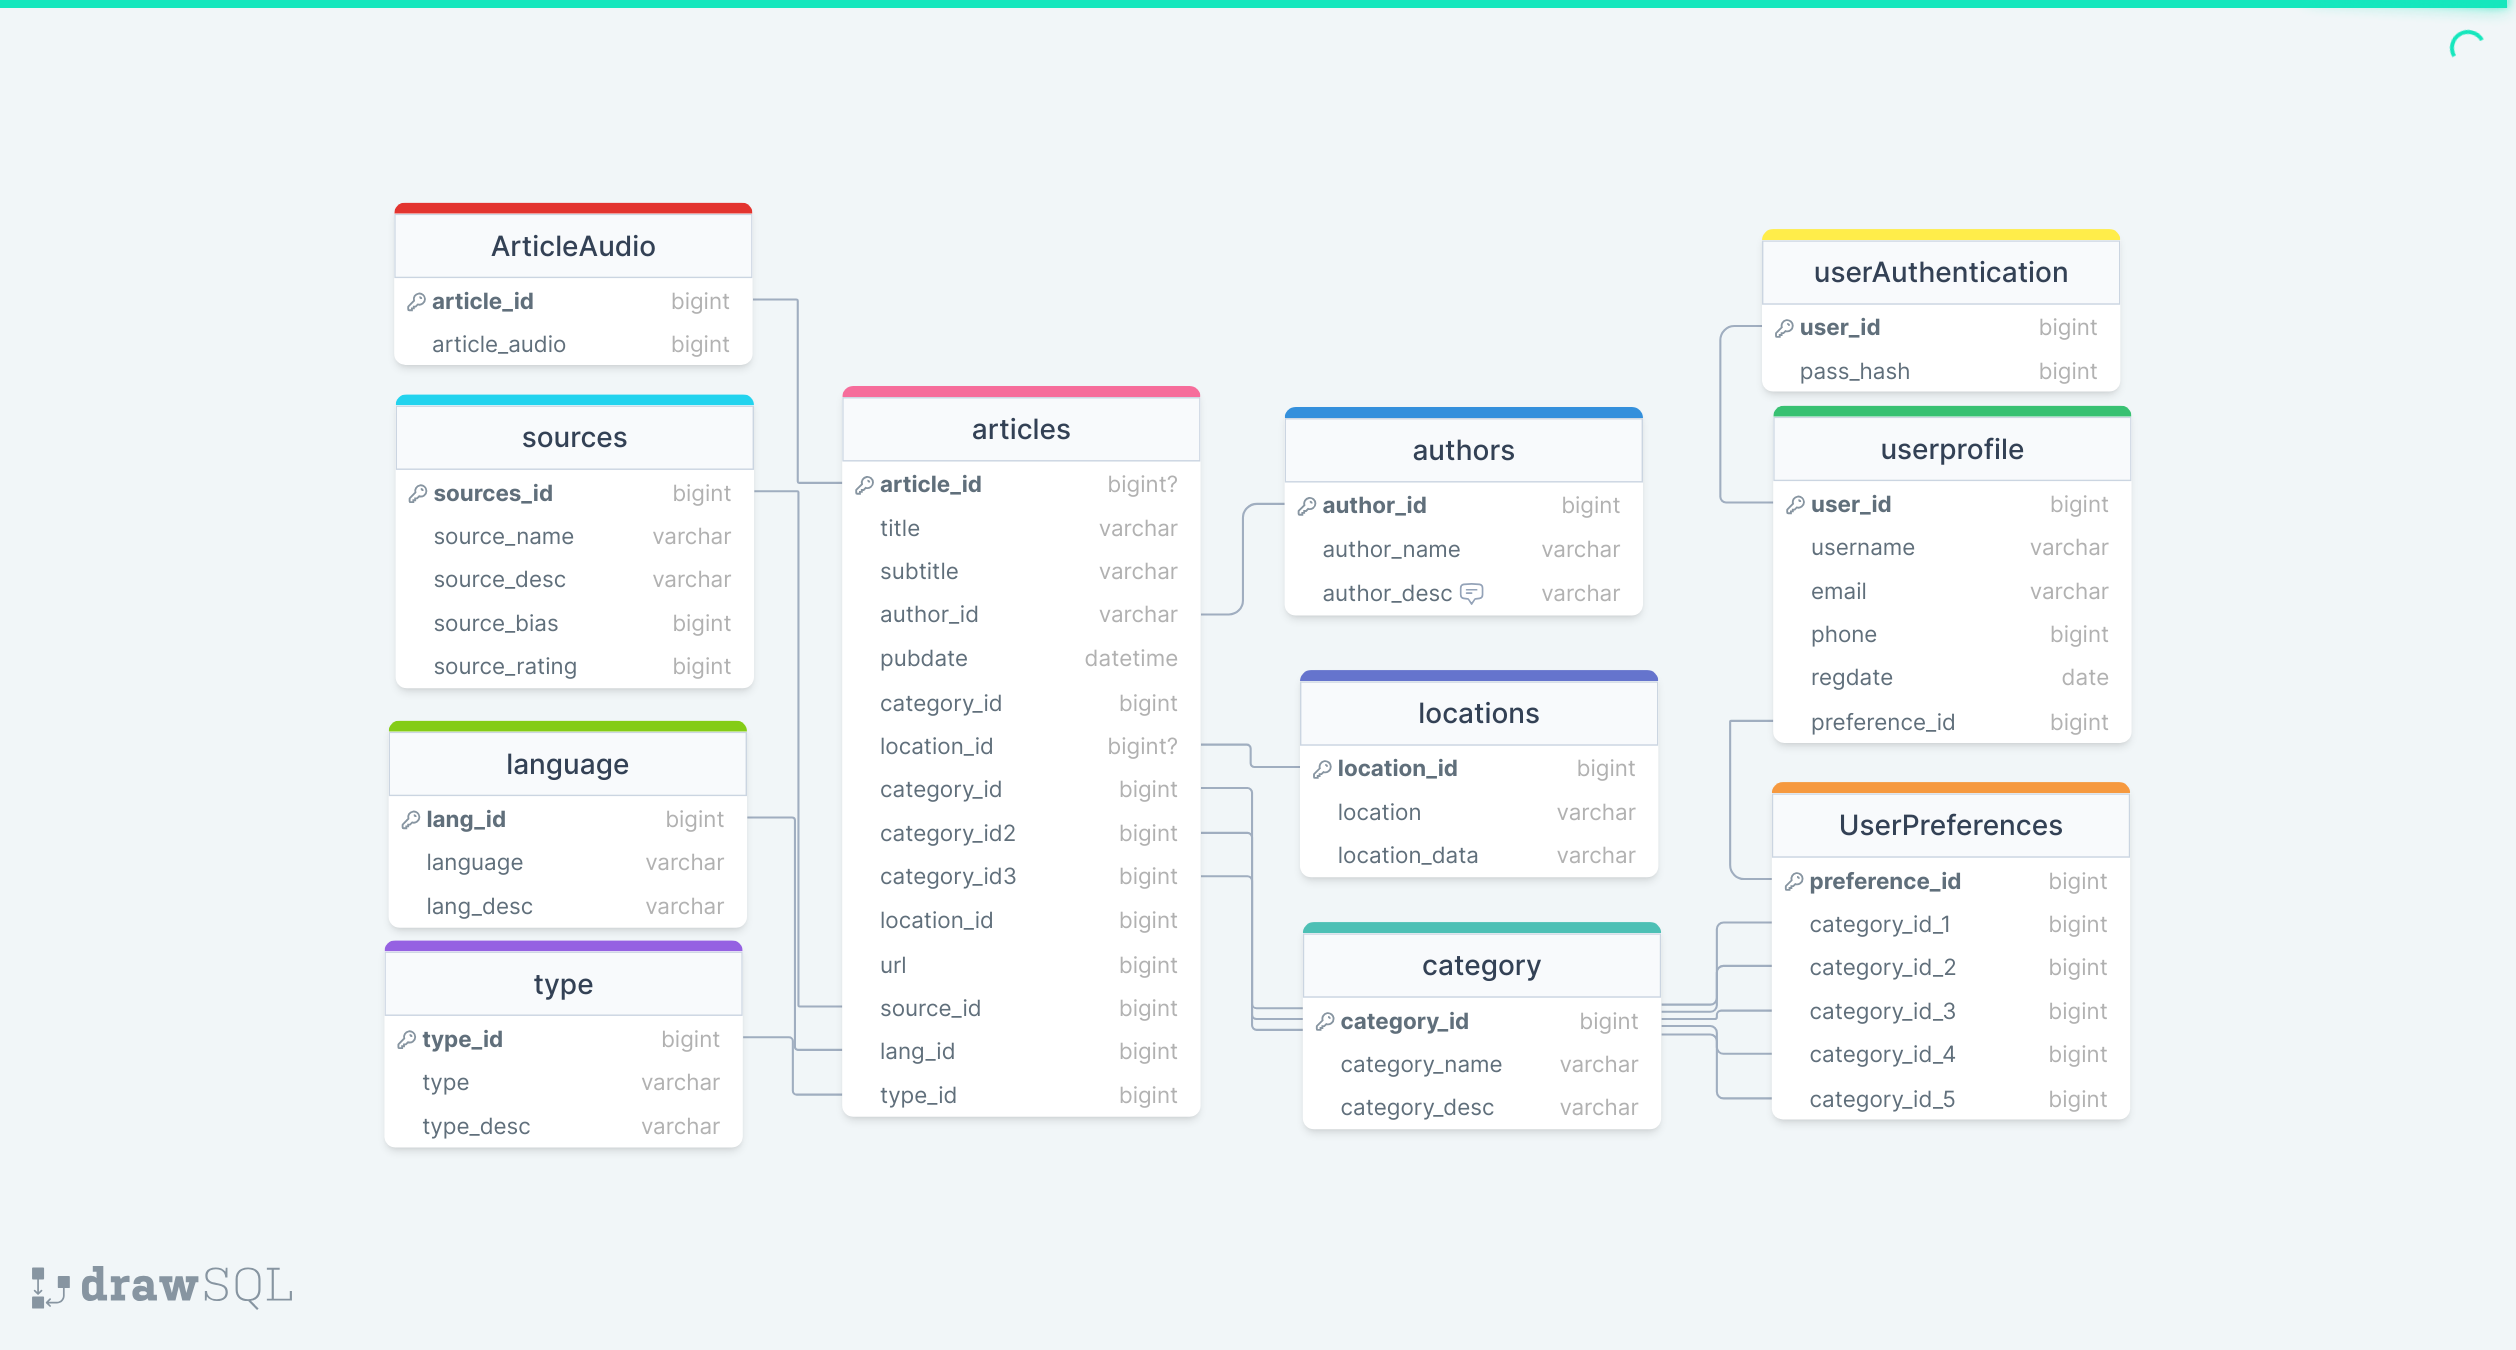 ArticleAudio
article_id bigint
article_audio bigint
sources
sources_id bigint
source_name varchar
source_desc varchar
source_bias bigint
source_rating bigint
language
lang_id bigint
language varchar
lang_desc varchar
type
type_id bigint
type varchar
type_desc varchar
articles
article_id bigint?
title varchar
subtitle varchar
author_id varchar
pubdate datetime
category_id bigint
location_id bigint?
category_id bigint
category_id2 bigint
category_id3 bigint
location_id bigint
url bigint
source_id bigint
lang_id bigint
type_id bigint
authors
author_id bigint
author_name varchar
author_desc varchar
locations
location_id bigint
location varchar
location_data varchar
category
category_id bigint
category_name varchar
category_desc varchar
userAuthentication
user_id bigint
pass_hash bigint
userprofile
user_id bigint
username varchar
email varchar
phone bigint
regdate date
preference_id bigint
UserPreferences
preference_id bigint
category_id_1 bigint
category_id_2 bigint
category_id_3 bigint
category_id_4 bigint
category_id_5 bigint
drawSQL